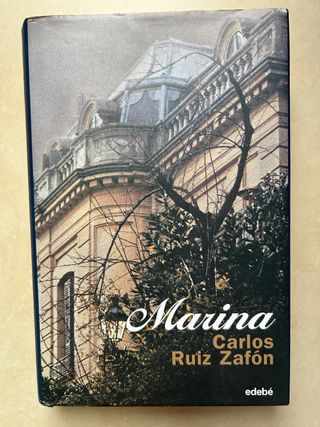 Marina
Carlos
Ruiz Zafón
edebé